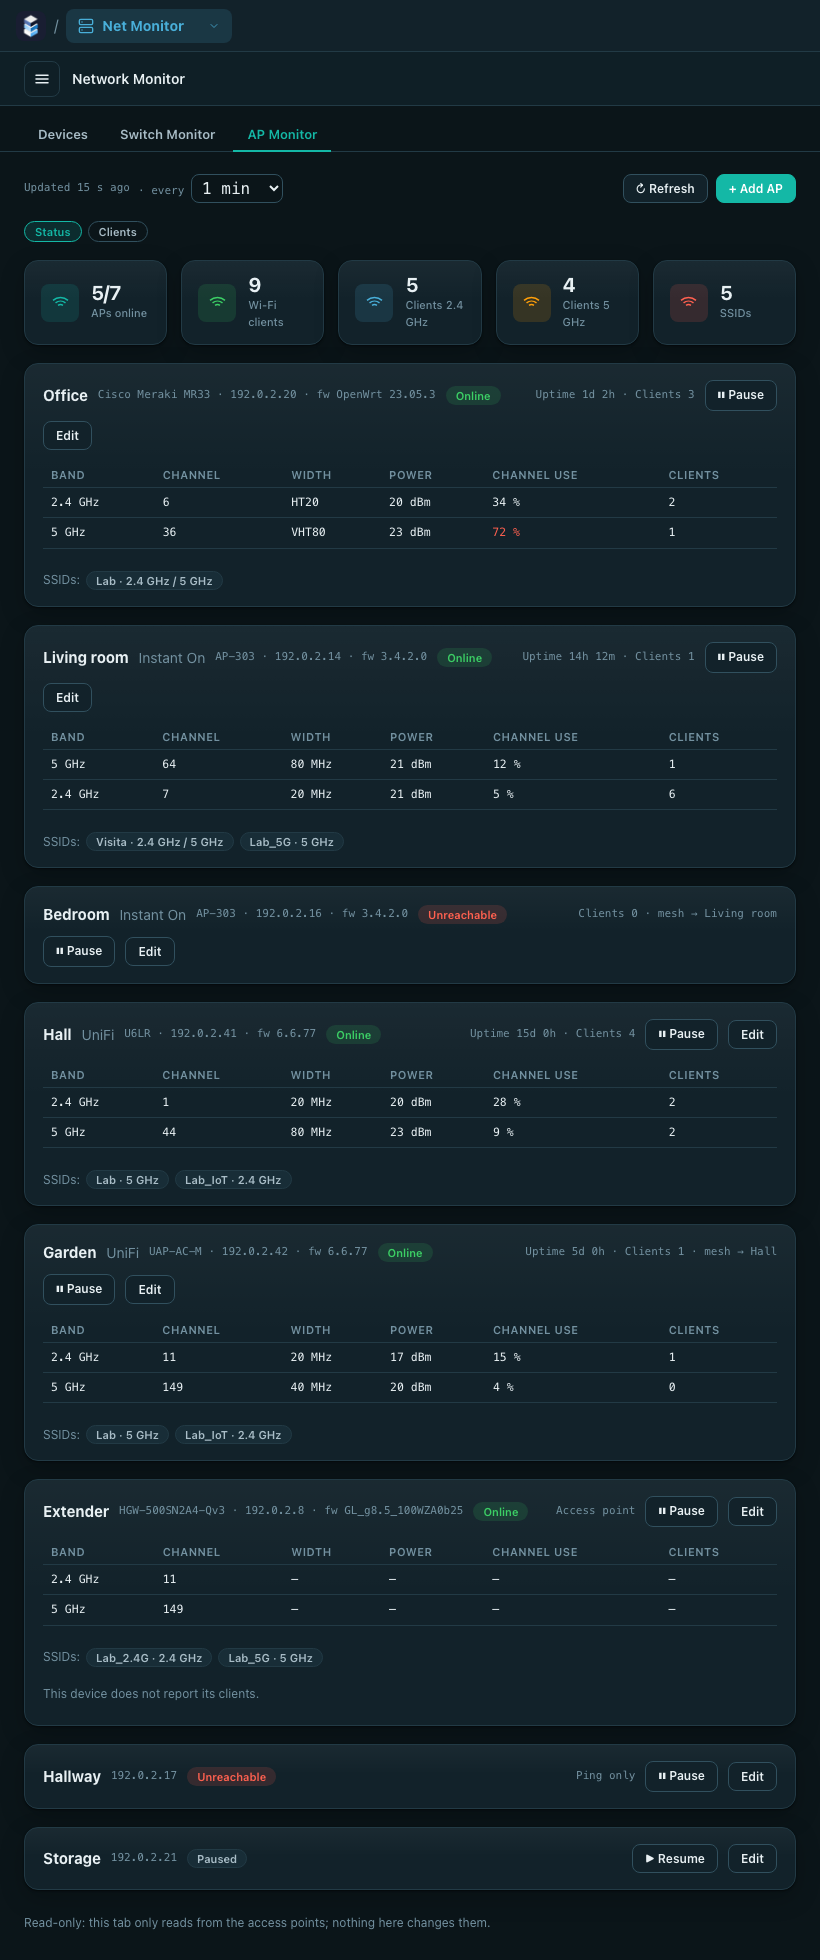 / Net Monitor
Network Monitor
Devices Switch Monitor AP Monitor
Updated 15 s ago · every 1 min Refresh + Add AP
Status Clients
5/7 APs online
9 Wi-Fi clients
5 Clients 2.4 GHz
4 Clients 5 GHz
5 SSIDs
Office Cisco Meraki MR33 · 192.0.2.20 · fw OpenWrt 23.05.3 Online Uptime 1d 2h · Clients 3 Pause
Edit
BAND CHANNEL WIDTH POWER CHANNEL USE CLIENTS
2.4 GHz 6 HT20 20 dBm 34 % 2
5 GHz 36 VHT80 23 dBm 72 % 1
SSIDs: Lab · 2.4 GHz / 5 GHz
Living room Instant On AP-303 · 192.0.2.14 · fw 3.4.2.0 Online Uptime 14h 12m · Clients 1 Pause
Edit
BAND CHANNEL WIDTH POWER CHANNEL USE CLIENTS
5 GHz 64 80 MHz 21 dBm 12 % 1
2.4 GHz 7 20 MHz 21 dBm 5 % 6
SSIDs: Visita · 2.4 GHz / 5 GHz Lab_5G · 5 GHz
Bedroom Instant On AP-303 · 192.0.2.16 · fw 3.4.2.0 Unreachable Clients 0 · mesh → Living room
Pause Edit
Hall UniFi U6LR · 192.0.2.41 · fw 6.6.77 Online Uptime 15d 0h · Clients 4 Pause Edit
BAND CHANNEL WIDTH POWER CHANNEL USE CLIENTS
2.4 GHz 1 20 MHz 20 dBm 28 % 2
5 GHz 44 80 MHz 23 dBm 9 % 2
SSIDs: Lab · 5 GHz Lab_IoT · 2.4 GHz
Garden UniFi UAP-AC-M · 192.0.2.42 · fw 6.6.77 Online Uptime 5d 0h · Clients 1 · mesh → Hall
Pause Edit
BAND CHANNEL WIDTH POWER CHANNEL USE CLIENTS
2.4 GHz 11 20 MHz 17 dBm 15 % 1
5 GHz 149 40 MHz 20 dBm 4 % 0
SSIDs: Lab · 5 GHz Lab_IoT · 2.4 GHz
Extender HGW-500SN2A4-Qv3 · 192.0.2.8 · fw GL_g8.5_100WZA0b25 Online Access point Pause Edit
BAND CHANNEL WIDTH POWER CHANNEL USE CLIENTS
2.4 GHz 11 — — — —
5 GHz 149 — — — —
SSIDs: Lab_2.4G · 2.4 GHz Lab_5G · 5 GHz
This device does not report its clients.
Hallway 192.0.2.17 Unreachable Ping only Pause Edit
Storage 192.0.2.21 Paused Resume Edit
Read-only: this tab only reads from the access points; nothing here changes them.